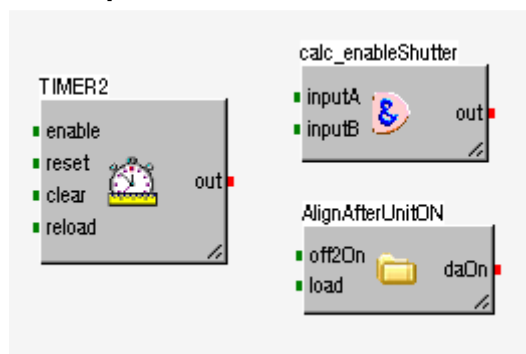 calc_enableShutter
inputA
inputB
&
out
TIMER2
enable
reset
clear
reload
out
AlignAfterUnitON
off2On
load
daOn